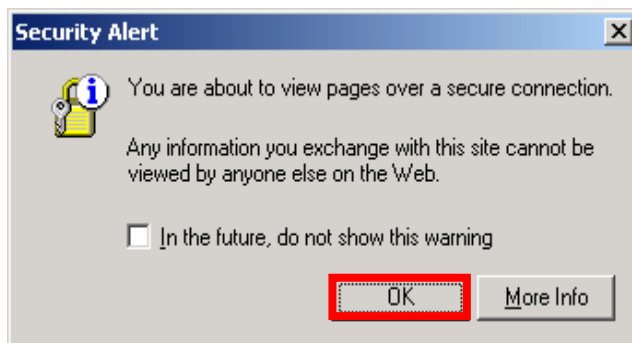 Security Alert
You are about to view pages over a secure connection.
Any information you exchange with this site cannot be
viewed by anyone else on the Web.
In the future, do not show this warning
OK More Info